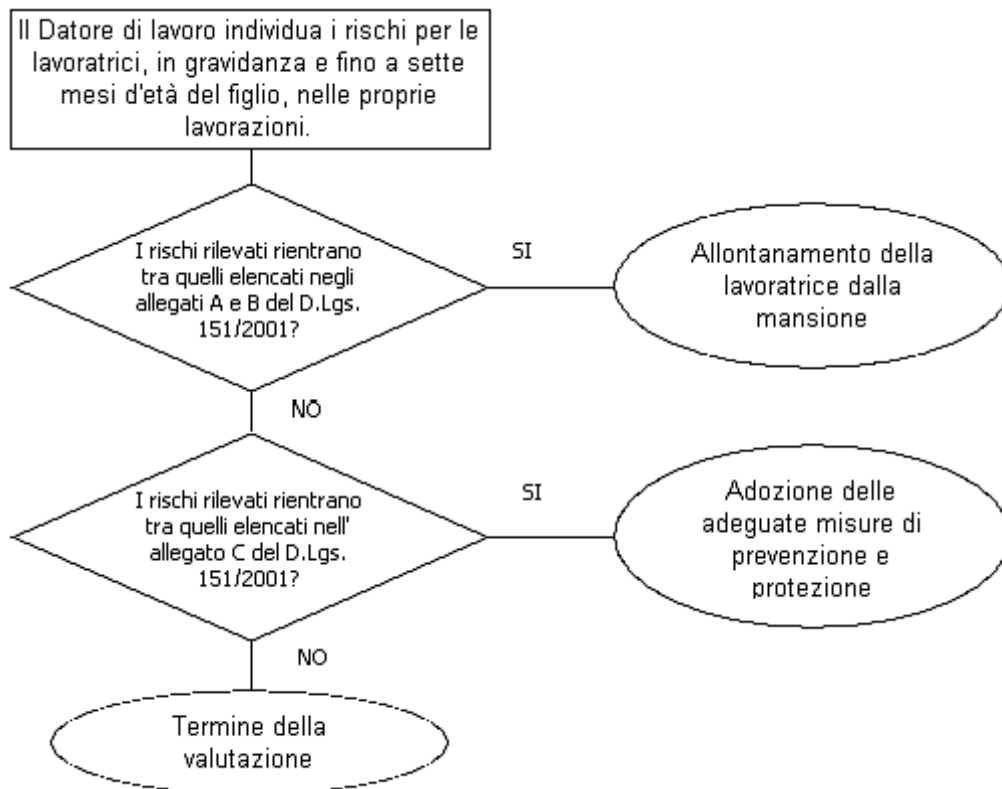 Il Datore di lavoro individua i rischi per le
lavoratrici, in gravidanza e fino a sette
mesi d'età del figlio, nelle proprie
lavorazioni.
I rischi rilevati rientrano
tra quelli elencati negli
allegati A e B del D.Lgs.
151/2001?
SI
Allontanamento della
lavoratrice dalla
mansione
NO
I rischi rilevati rientrano
tra quelli elencati nell'
allegato C del D.Lgs.
151/2001?
SI
Adozione delle
adeguate misure di
prevenzione e
protezione
NO
Termine della
valutazione